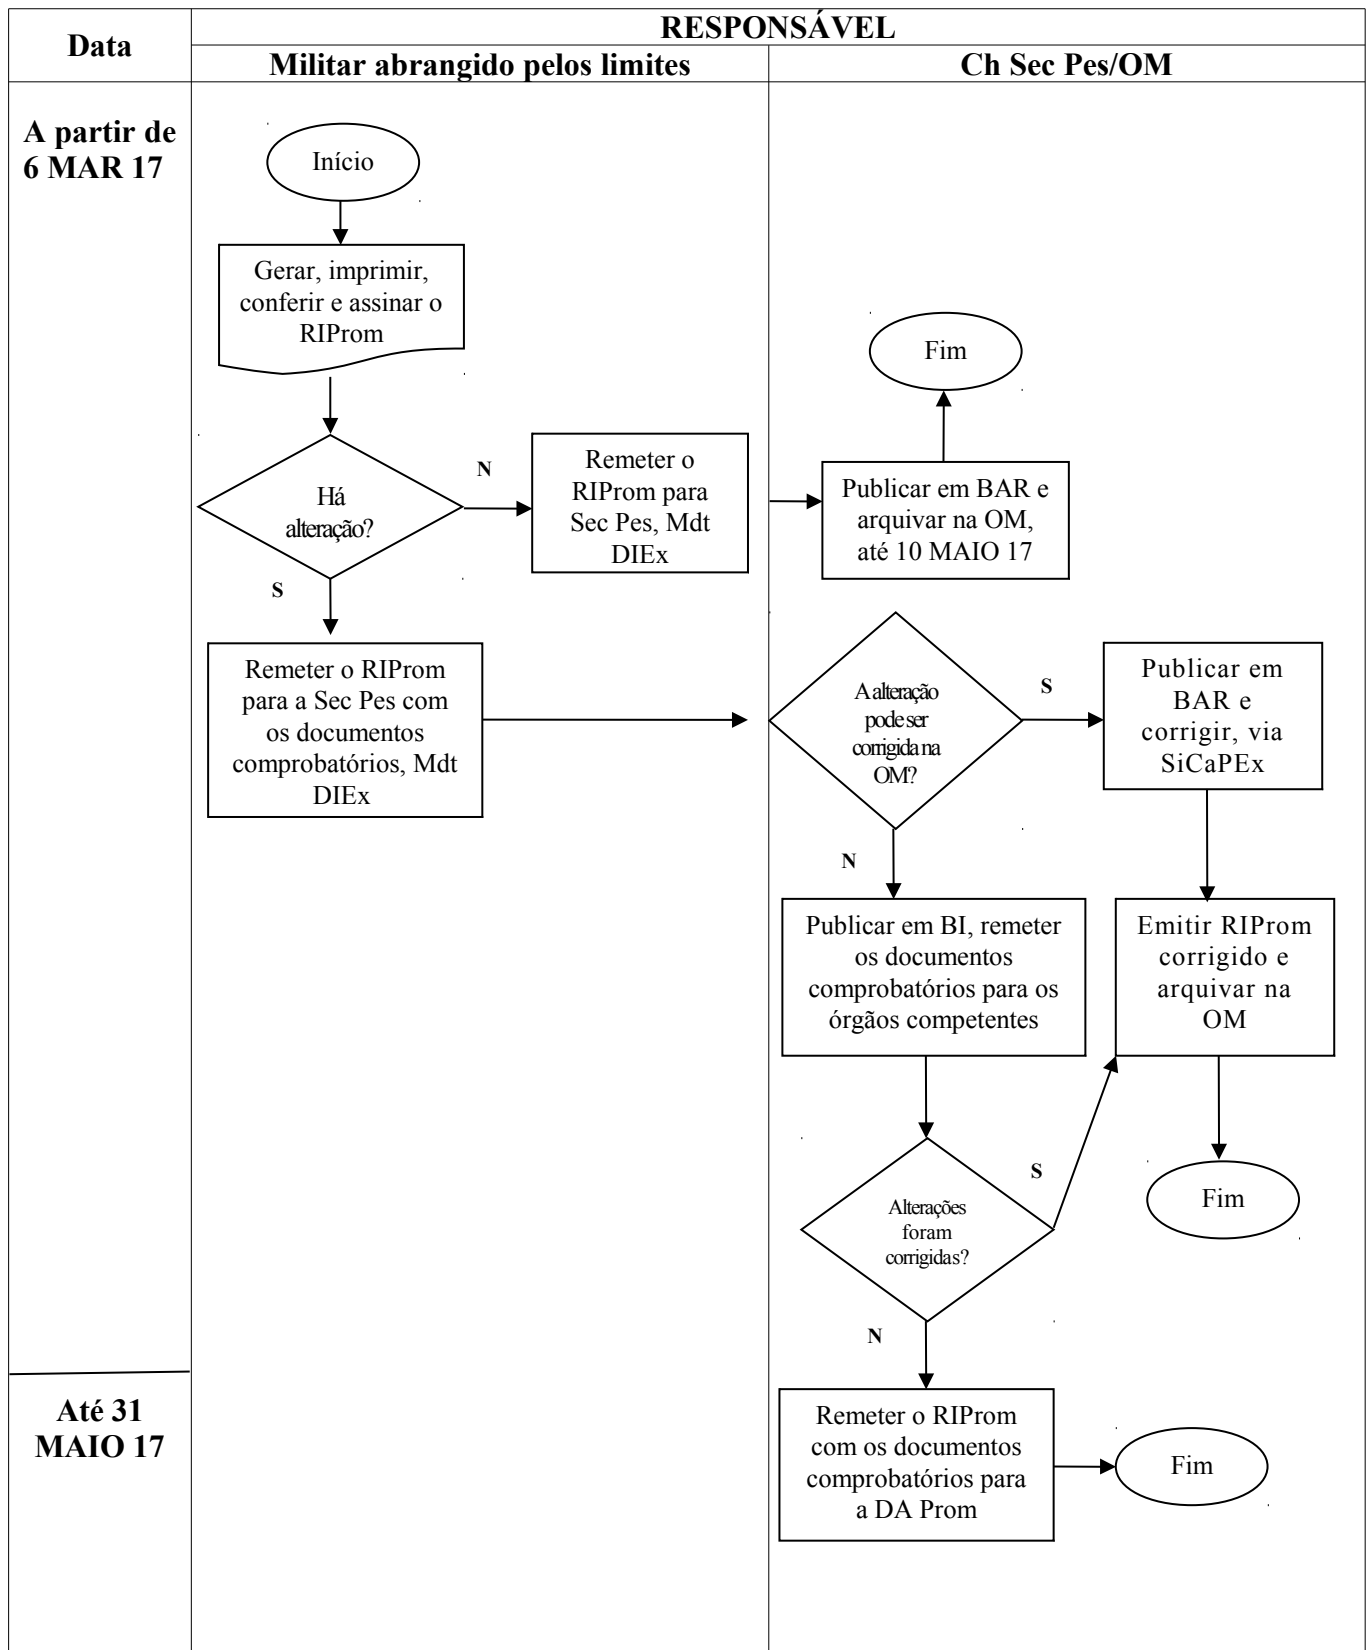 Data
RESPONSÁVEL
Militar abrangido pelos limites
Ch Sec Pes/OM
A partir de
6 MAR 17
Início
Gerar, imprimir,
conferir e assinar o
RIProm
Há
alteração?
N
S
Remeter o
RIProm para
Sec Pes, Mdt
DIEx
Publicar em BAR e
arquivar na OM,
até 10 MAIO 17
Fim
Remeter o RIProm
para a Sec Pes com
os documentos
comprobatórios, Mdt
DIEx
A alteração
pode ser
corrigida na
OM?
S
N
Publicar em
BAR e
corrigir, via
SiCaPEx
Publicar em BI, remeter
os documentos
comprobatórios para os
órgãos competentes
Emitir RIProm
corrigido e
arquivar na
OM
Alterações
foram
corrigidas?
S
N
Fim
Até 31
MAIO 17
Remeter o RIProm
com os documentos
comprobatórios para
a DA Prom
Fim